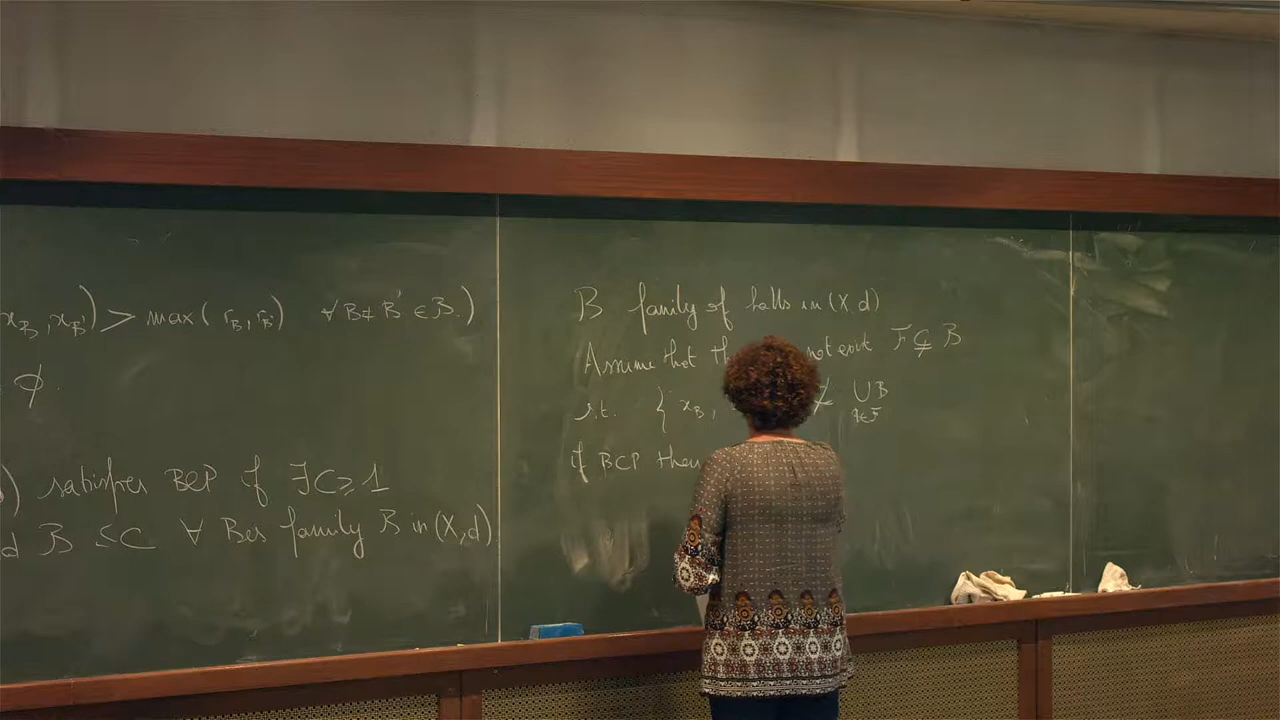 x_B, x_B') > max( r_B, r_B') ∀ B ≠ B' ∈ B.)
φ.
) satisfies BCP if ∃ C ≥ 1
d B ≤ C ∀ Bes family B in (X,d)
B family of balls in (X d)
Assume that not exist F ⊊ B
s.t. { x_B, ⊄ ∪ B
B∈F
if BCP then